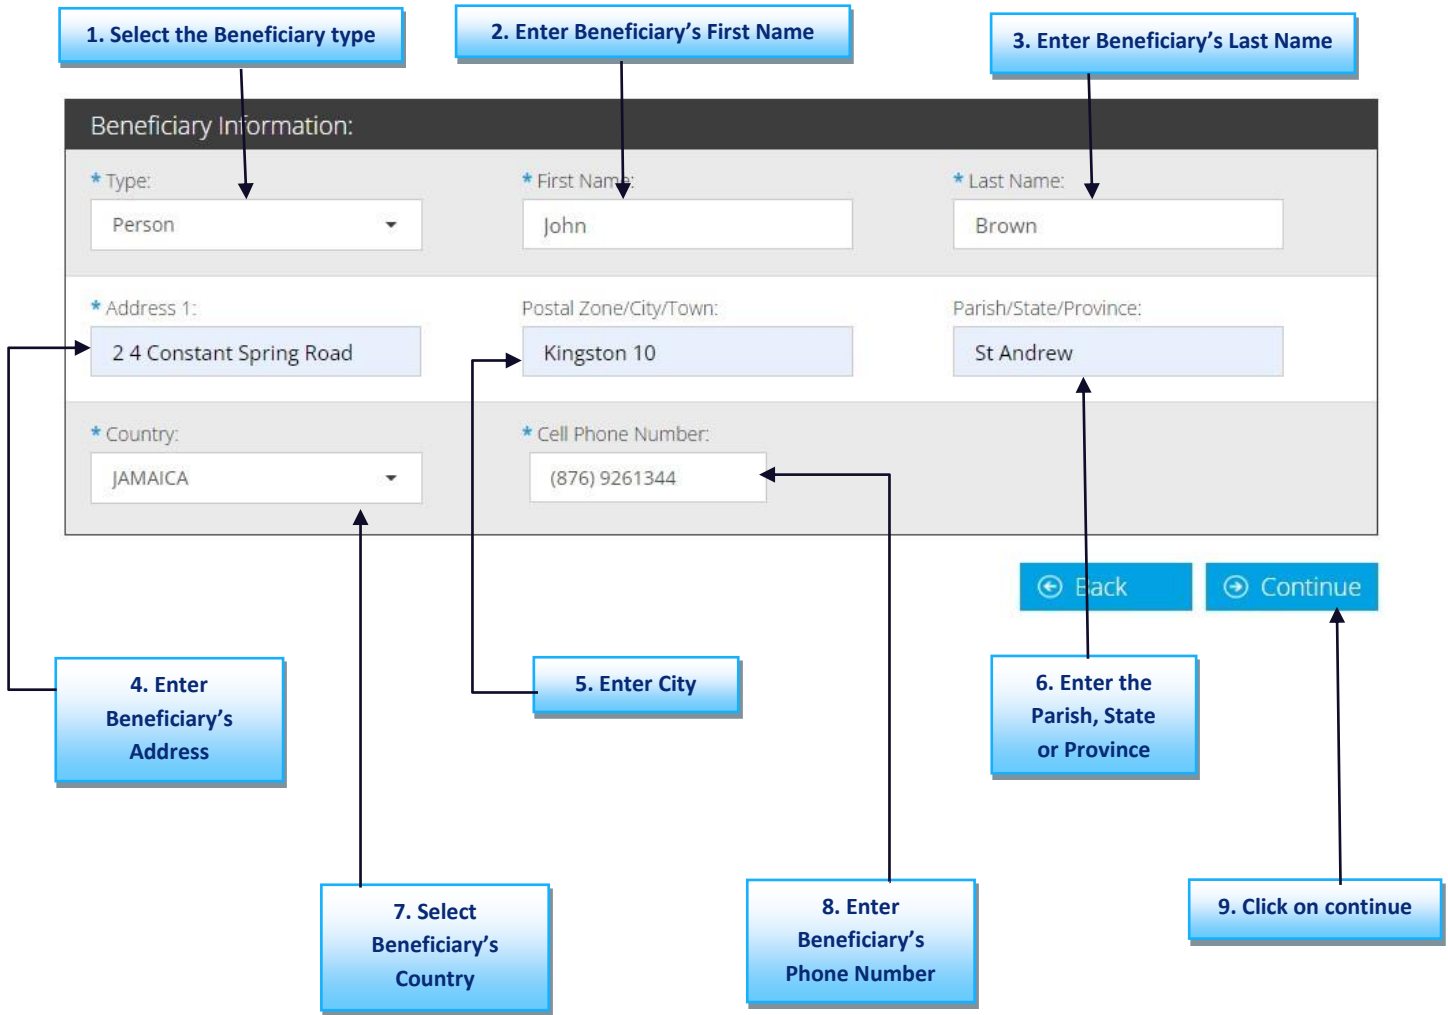 1. Select the Beneficiary type
2. Enter Beneficiary’s First Name
3. Enter Beneficiary’s Last Name
Beneficiary Information:
* Type:
* First Name:
* Last Name:
Person
John
Brown
* Address 1:
Postal Zone/City/Town:
Parish/State/Province:
2 4 Constant Spring Road
Kingston 10
St Andrew
* Country:
* Cell Phone Number:
JAMAICA
(876) 9261344
Back
Continue
4. Enter
Beneficiary’s
Address
5. Enter City
6. Enter the
Parish, State
or Province
7. Select
Beneficiary’s
Country
8. Enter
Beneficiary’s
Phone Number
9. Click on continue